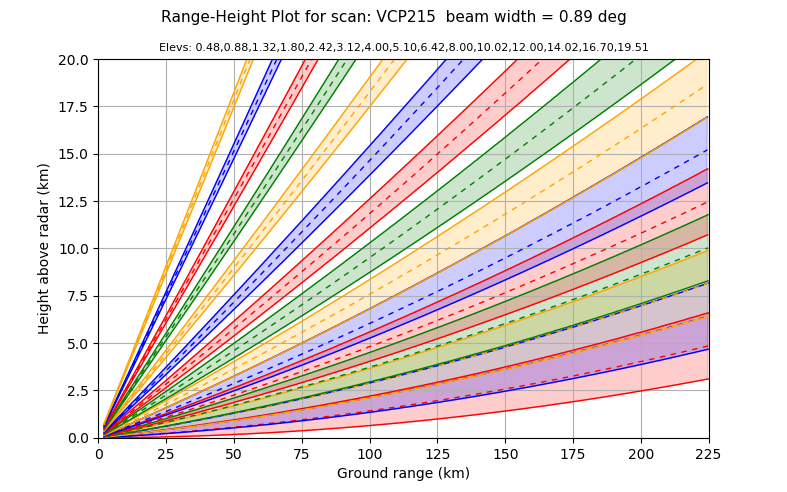 Range-Height Plot for scan: VCP215  beam width = 0.89 deg
Elevs: 0.48,0.88,1.32,1.80,2.42,3.12,4.00,5.10,6.42,8.00,10.02,12.00,14.02,16.70,19.51
20.0
17.5
15.0
12.5
10.0
7.5
5.0
2.5
0.0
Height above radar (km)
0 25 50 75 100 125 150 175 200 225
Ground range (km)